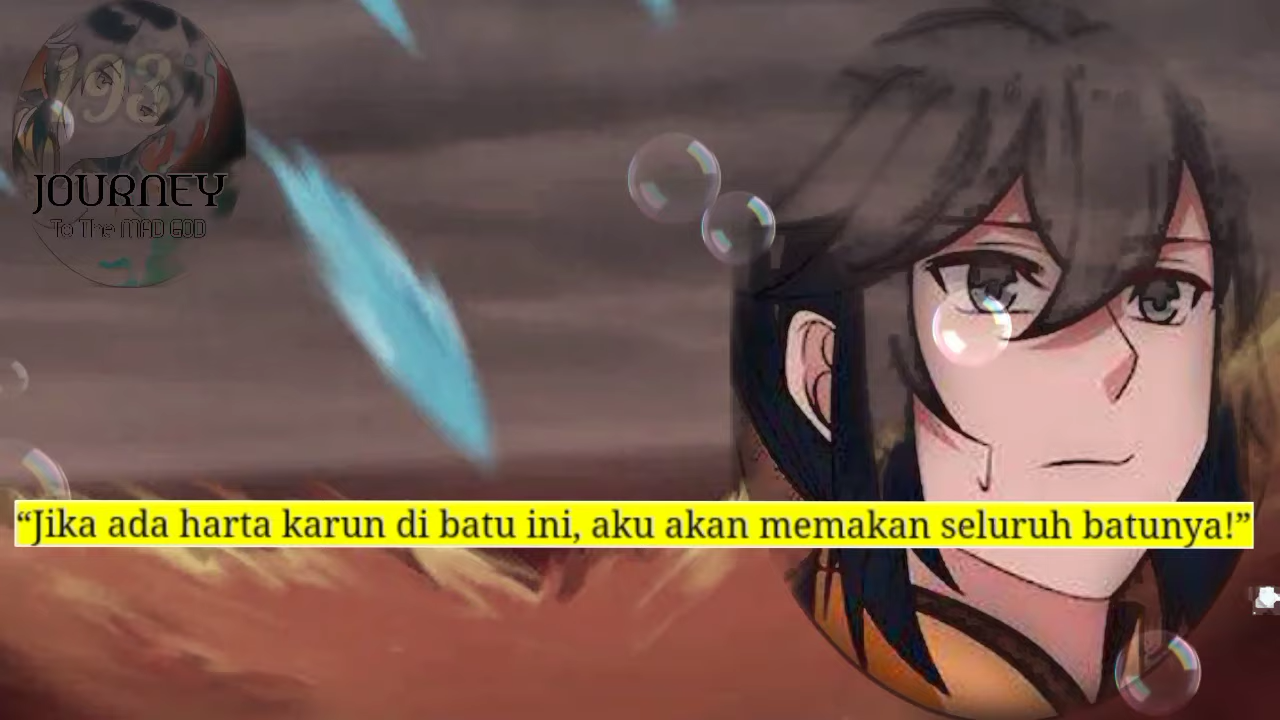 193
JOURNEY
To The MAD GOD
“Jika ada harta karun di batu ini, aku akan memakan seluruh batunya!”